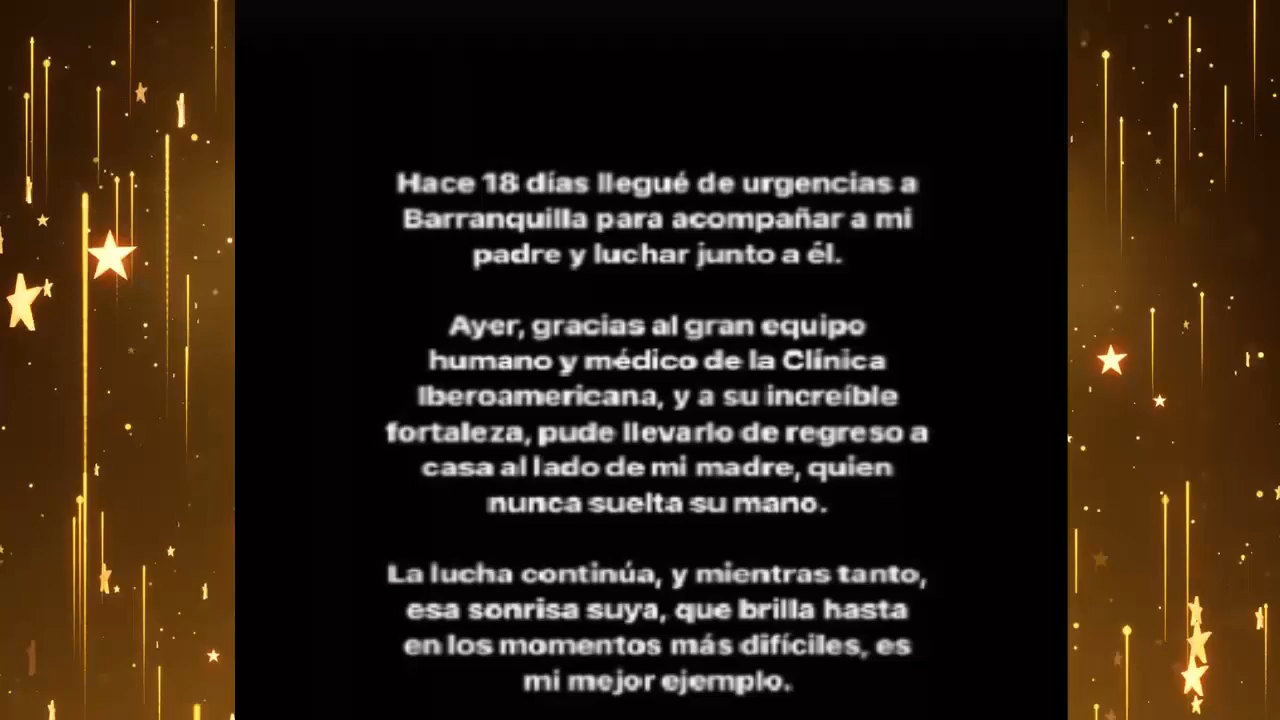 Hace 18 días llegué de urgencias a
Barranquilla para acompañar a mi
padre y luchar junto a él.
Ayer, gracias al gran equipo
humano y médico de la Clínica
Iberoamericana, y a su increíble
fortaleza, pude llevarlo de regreso a
casa al lado de mi madre, quien
nunca suelta su mano.
La lucha continúa, y mientras tanto,
esa sonrisa suya, que brilla hasta
en los momentos más difíciles, es
mi mejor ejemplo.